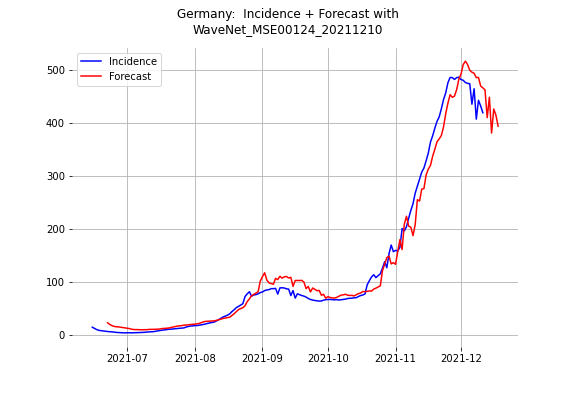 Germany:  Incidence + Forecast with
WaveNet_MSE00124_20211210
Incidence
Forecast
500
400
300
200
100
0
2021-07 2021-08 2021-09 2021-10 2021-11 2021-12